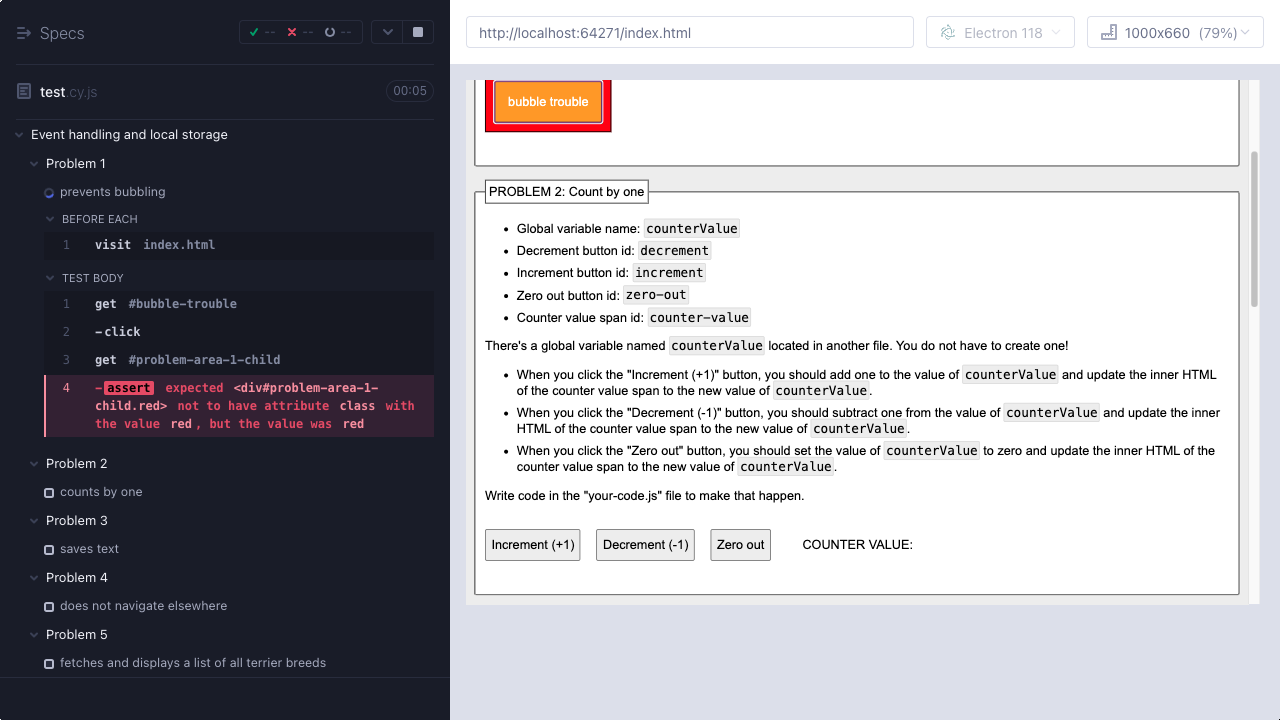 Specs
--
--
--
test.cy.js
00:05
Event handling and local storage
Problem 1
prevents bubbling
BEFORE EACH
1 visit index.html
TEST BODY
1 get #bubble-trouble
2 -click
3 get #problem-area-1-child
4 -assert expected <div#problem-area-1-
child.red> not to have attribute class with
the value red, but the value was red
Problem 2
counts by one
Problem 3
saves text
Problem 4
does not navigate elsewhere
Problem 5
fetches and displays a list of all terrier breeds
http://localhost:64271/index.html
Electron 118
1000x660 (79%)
bubble trouble
PROBLEM 2: Count by one
• Global variable name: counterValue
• Decrement button id: decrement
• Increment button id: increment
• Zero out button id: zero-out
• Counter value span id: counter-value
There's a global variable named counterValue located in another file. You do not have to create one!
• When you click the "Increment (+1)" button, you should add one to the value of counterValue and update the inner HTML
of the counter value span to the new value of counterValue.
• When you click the "Decrement (-1)" button, you should subtract one from the value of counterValue and update the inner
HTML of the counter value span to the new value of counterValue.
• When you click the "Zero out" button, you should set the value of counterValue to zero and update the inner HTML of the
counter value span to the new value of counterValue.
Write code in the "your-code.js" file to make that happen.
Increment (+1)
Decrement (-1)
Zero out
COUNTER VALUE: